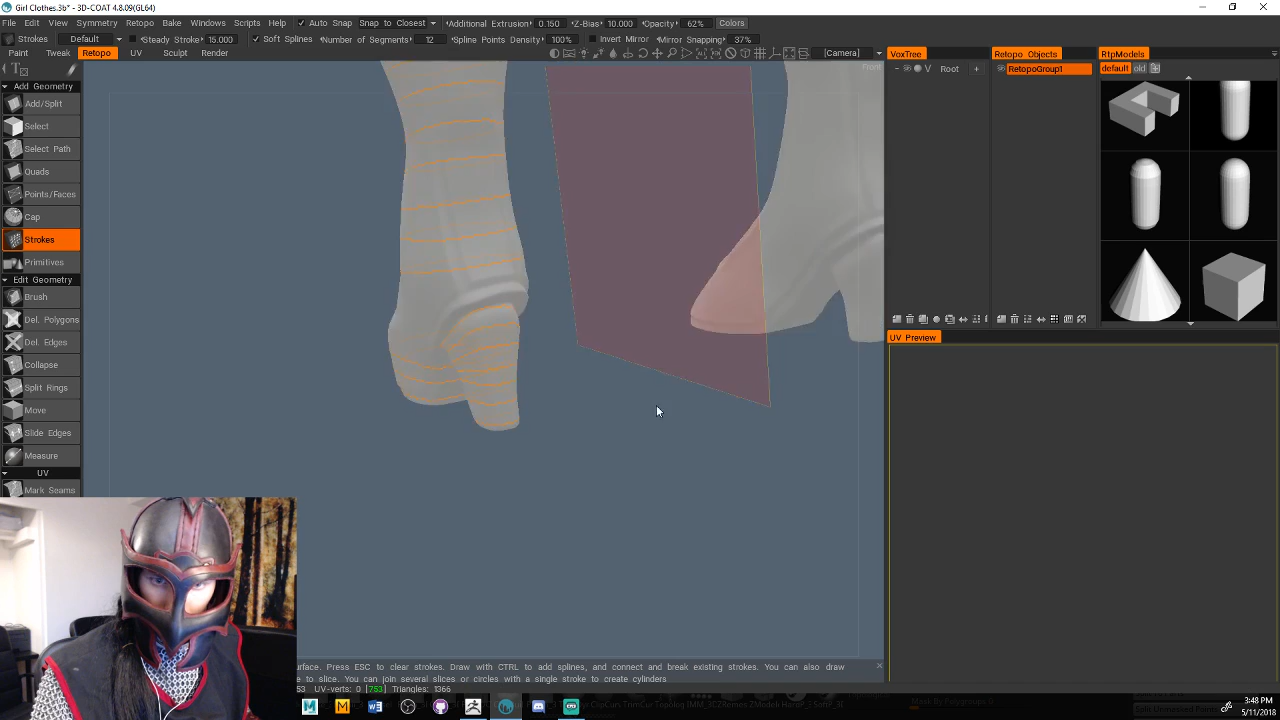 Girl Clothes.3b* - 3D-COAT 4.8.09(GL64)
File Edit View Symmetry Retopo Bake Windows Scripts Help Auto Snap Snap to Closest Additional Extrusion 0.150 Z-Bias 10.000 Opacity 62% Colors
Strokes Default Steady Stroke 15.000 Soft Splines Number of Segments 12 Spline Points Density 100% Invert Mirror Mirror Snapping 37%
Paint Tweak Retopo UV Sculpt Render [Camera] VoxTree Retopo Objects RtpModels
Front Root RetopoGroup1 default old
Add Geometry
Add/Split
Select
Select Path
Quads
Points/Faces
Cap
Strokes
Primitives
Edit Geometry
Brush
Del. Polygons
Del. Edges
Collapse
Split Rings
Move
Slide Edges
Measure
UV
Mark Seams
UV Preview
urface. Press ESC to clear strokes. Draw with CTRL to add splines, and connect and break existing strokes. You can also draw
e to slice. You can join several slices or circles with a single stroke to create cylinders
53 UV-verts: 0 [753] Triangles: 1366
3:48 PM
5/11/2018